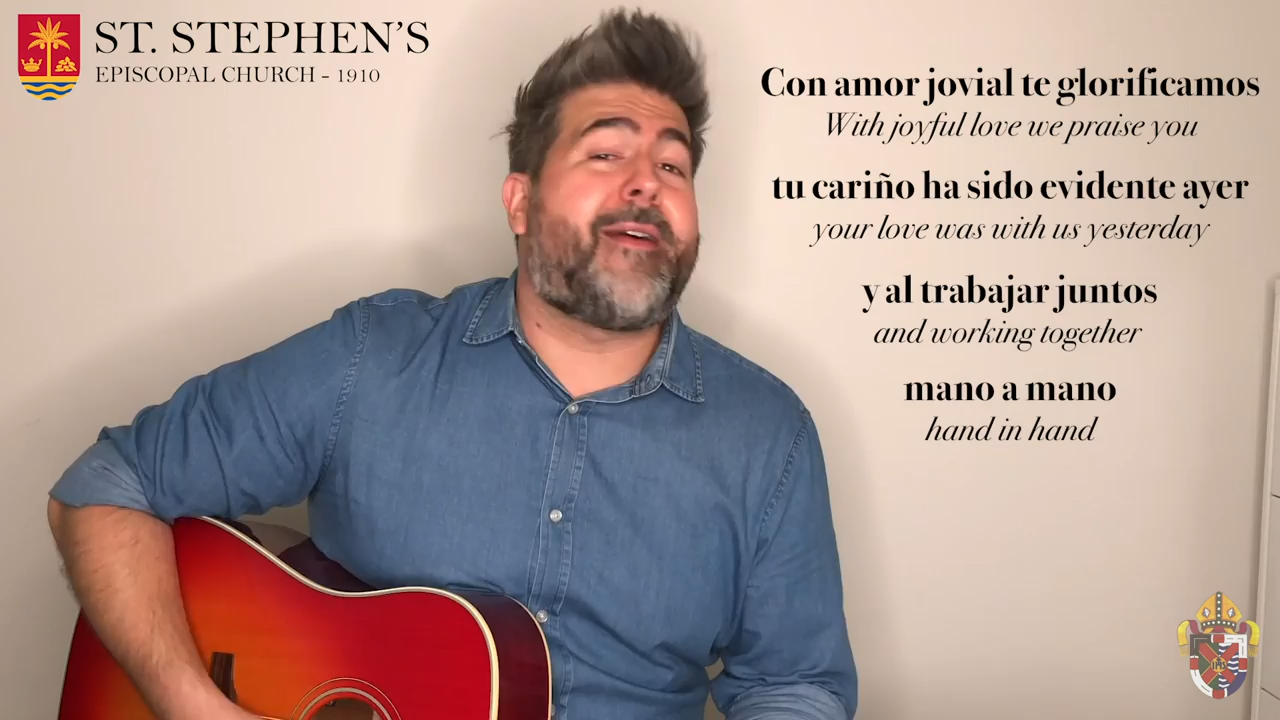 ST. STEPHEN'S
EPISCOPAL CHURCH – 1910
Con amor jovial te glorificamos
With joyful love we praise you
tu cariño ha sido evidente ayer
your love was with us yesterday
y al trabajar juntos
and working together
mano a mano
hand in hand
IHS